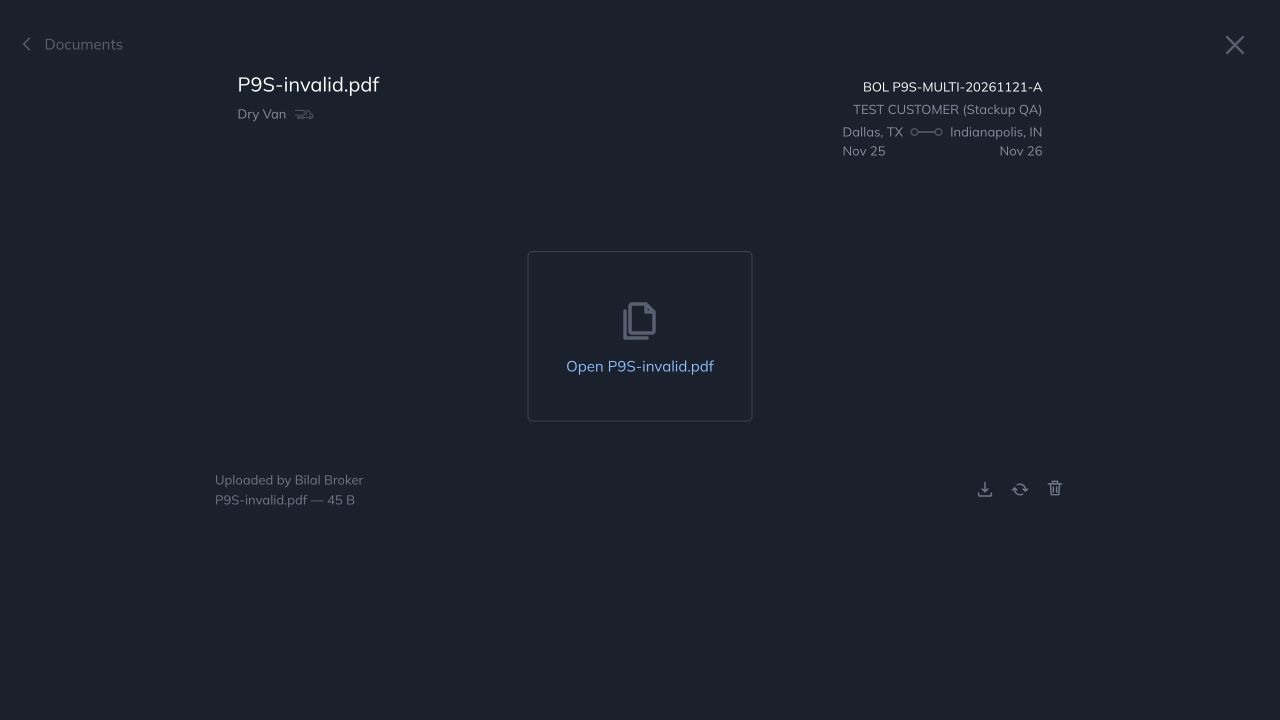 Documents
P9S-invalid.pdf
Dry Van
BOL P9S-MULTI-20261121-A
TEST CUSTOMER (Stackup QA)
Dallas, TX Indianapolis, IN
Nov 25 Nov 26
Open P9S-invalid.pdf
Uploaded by Bilal Broker
P9S-invalid.pdf — 45 B